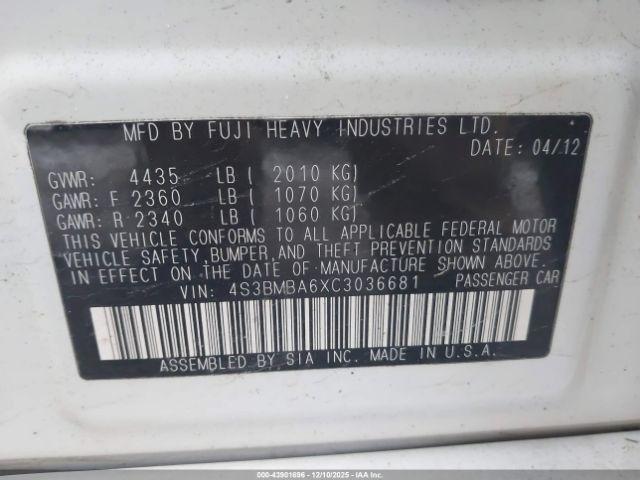 MFD BY FUJI HEAVY INDUSTRIES LTD.
DATE: 04/12
GVWR: 4435 LB ( 2010 KG)
GAWR: F 2360 LB ( 1070 KG)
GAWR: R 2340 LB ( 1060 KG)
THIS VEHICLE CONFORMS TO ALL APPLICABLE FEDERAL MOTOR
VEHICLE SAFETY, BUMPER, AND THEFT PREVENTION STANDARDS
IN EFFECT ON THE DATE OF MANUFACTURE SHOWN ABOVE.
VIN: 4S3BMBA6XC3036681 PASSENGER CAR
ASSEMBLED BY SIA INC. MADE IN U.S.A.
000-43901696 - 12/10/2025 - IAAI.COM